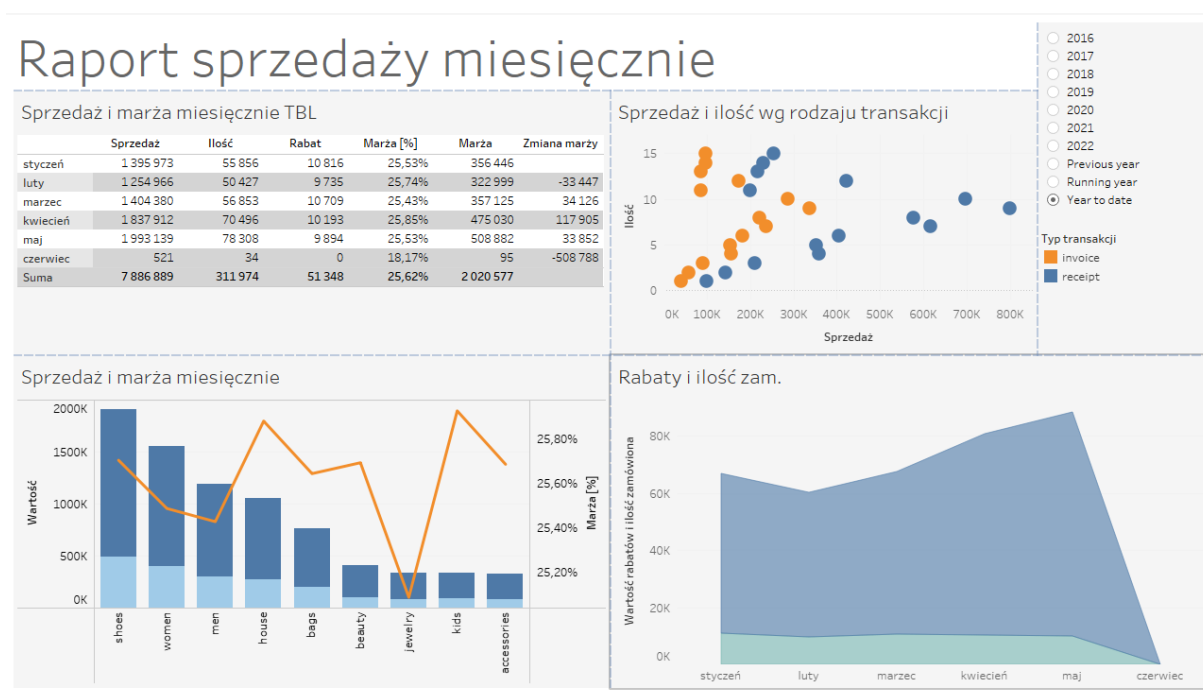 Raport sprzedaży miesięcznie
Sprzedaż i marża miesięcznie TBL
Sprzedaż Ilość Rabat Marża [%] Marża Zmiana marży
styczeń 1 395 973 55 856 10 816 25,53% 356 446
luty 1 254 966 50 427 9 735 25,74% 322 999 -33 447
marzec 1 404 380 56 853 10 709 25,43% 357 125 34 126
kwiecień 1 837 912 70 496 10 193 25,85% 475 030 117 905
maj 1 993 139 78 308 9 894 25,53% 508 882 33 852
czerwiec 521 34 0 18,17% 95 -508 788
Suma 7 886 889 311 974 51 348 25,62% 2 020 577
Sprzedaż i ilość wg rodzaju transakcji
Ilość
15
10
5
0
0K 100K 200K 300K 400K 500K 600K 700K 800K
Sprzedaż
2016
2017
2018
2019
2020
2021
2022
Previous year
Running year
Year to date
Typ transakcji
invoice
receipt
Sprzedaż i marża miesięcznie
Wartość
2000K
1500K
1000K
500K
0K
25,80%
25,60%
25,40%
25,20%
Marża [%]
shoes
women
men
house
bags
beauty
jewelry
kids
accessories
Rabaty i ilość zam.
Wartość rabatów i ilość zamówiona
80K
60K
40K
20K
0K
styczeń luty marzec kwiecień maj czerwiec